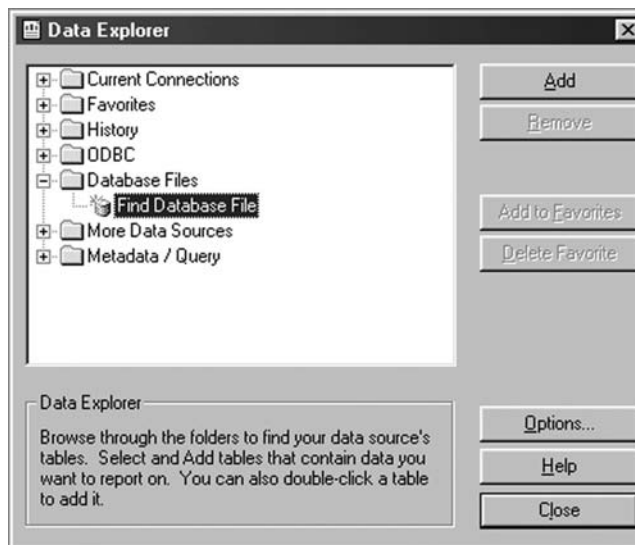 Data Explorer
Current Connections
Favorites
History
ODBC
Database Files
Find Database File
More Data Sources
Metadata / Query
Add
Remove
Add to Favorites
Delete Favorite
Data Explorer
Browse through the folders to find your data source's
tables. Select and Add tables that contain data you
want to report on. You can also double-click a table
to add it.
Options...
Help
Close